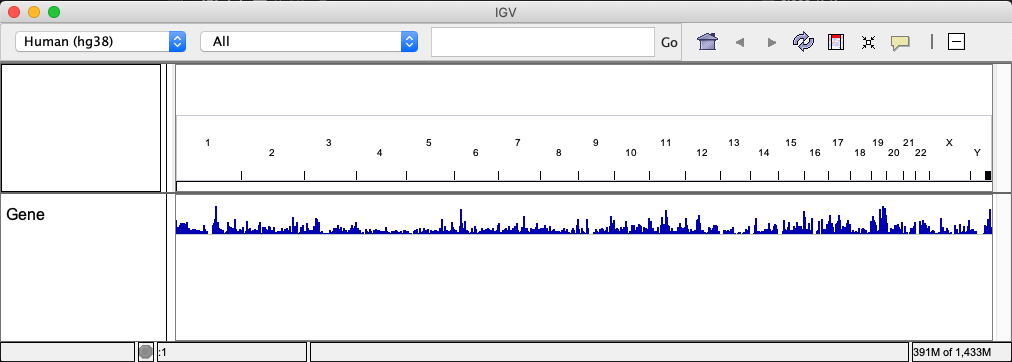 IGV
Human (hg38) All Go
1 3 5 7 9 11 13 15 17 19 21 X
2 4 6 8 10 12 14 16 18 20 22 Y
Gene
:1 391M of 1,433M